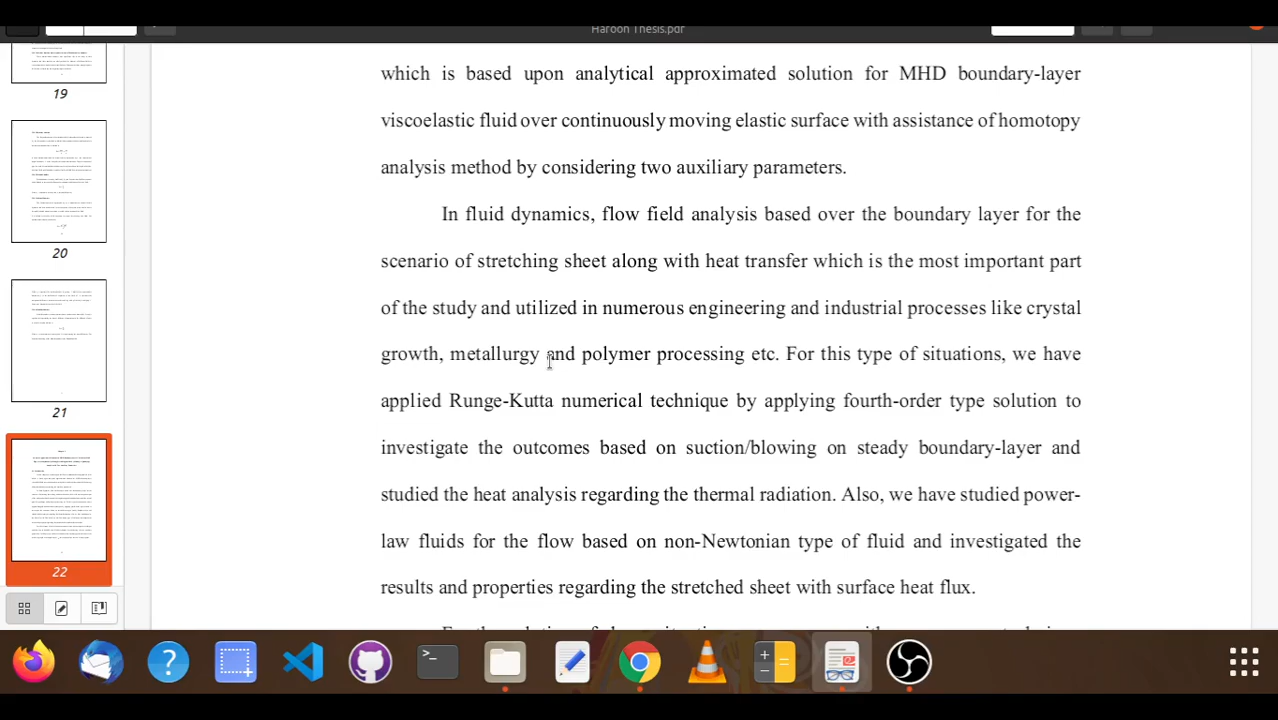 Haroon Thesis.pdf
19
20
21
22
which is based upon analytical approximated solution for MHD boundary-layer
viscoelastic fluid over continuously moving elastic surface with assistance of homotopy
analysis method by considering two auxiliary parameters.
In fluid dynamics, flow field analysis based over the boundary layer for the
scenario of stretching sheet along with heat transfer which is the most important part
of the study is utilized in numerous engineering and industrial processes like crystal
growth, metallurgy and polymer processing etc. For this type of situations, we have
applied Runge-Kutta numerical technique by applying fourth-order type solution to
investigate the outcomes based on suction/blowing on steady boundary-layer and
studied thermal analysis regarding the thermal radiation. Also, we have studied power-
law fluids for the flow based on non-Newtonian type of fluid and investigated the
results and properties regarding the stretched sheet with surface heat flux.